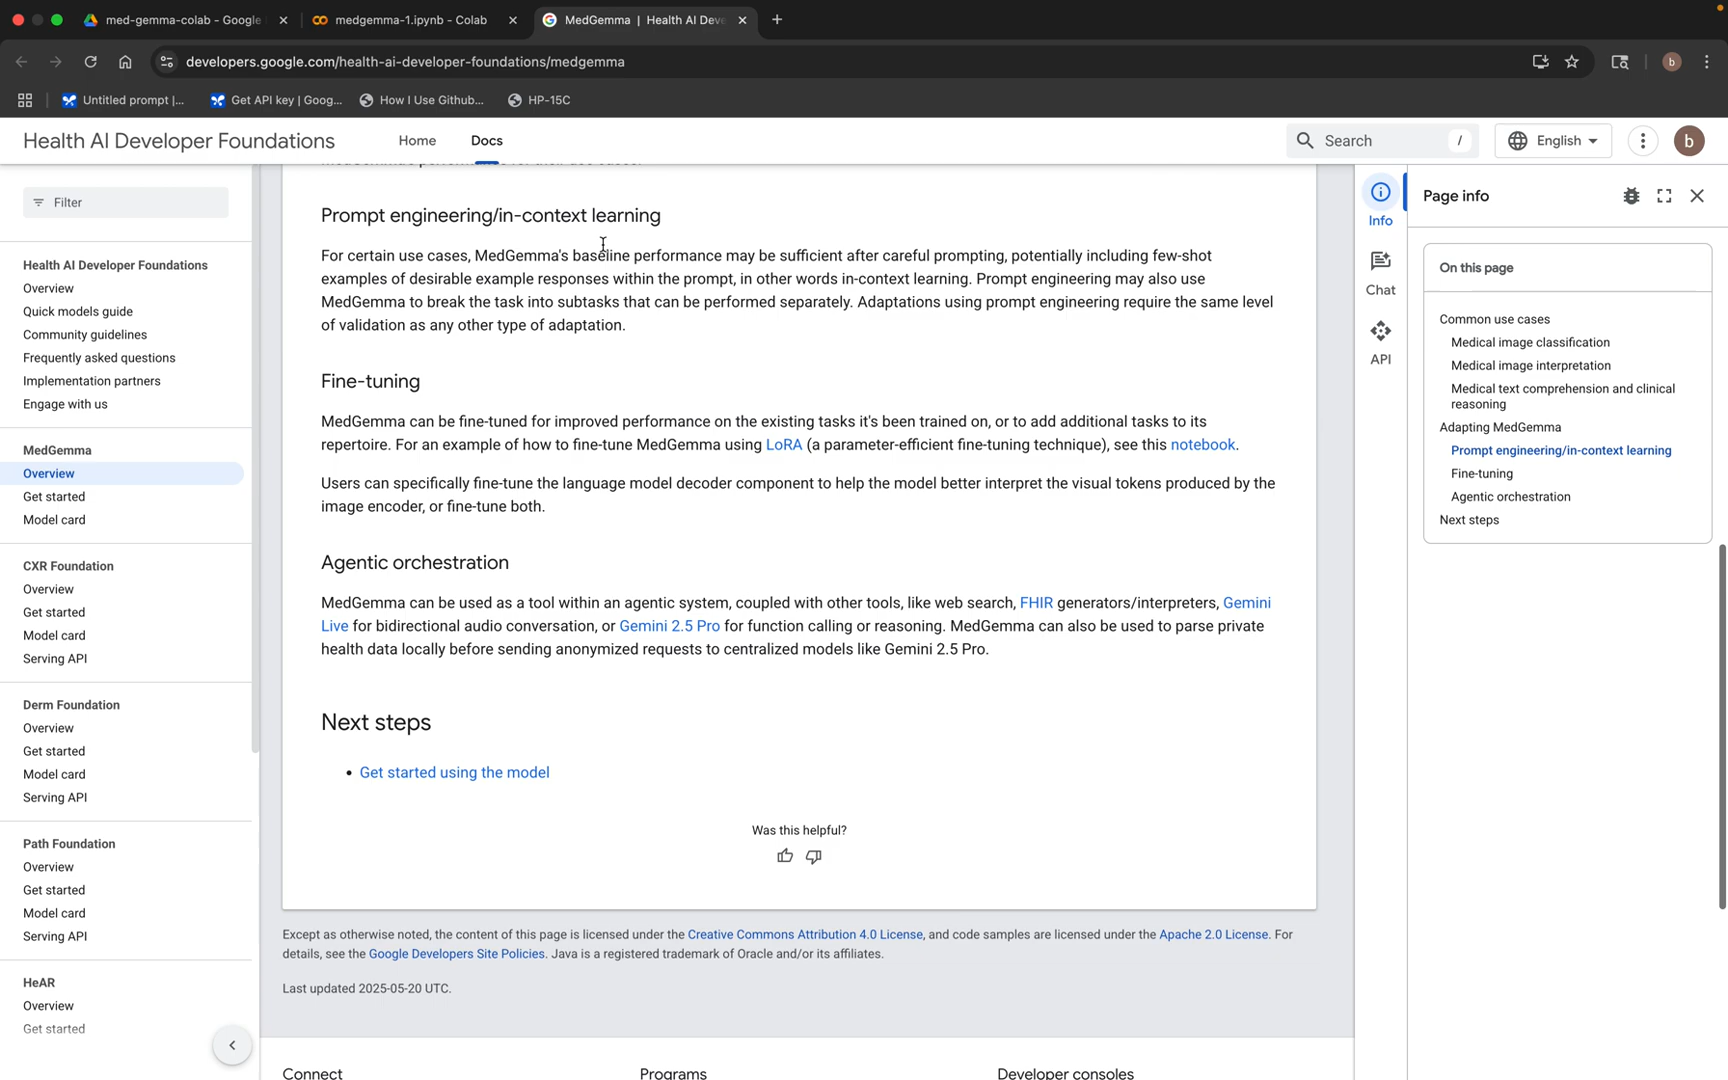 med-gemma-colab - Google
medgemma-1.ipynb - Colab
MedGemma | Health AI Deve
developers.google.com/health-ai-developer-foundations/medgemma
b
Untitled prompt |...
Get API key | Goog...
How I Use Github...
HP-15C
Health AI Developer Foundations
Home
Docs
Search
/
English
b
Filter
Health AI Developer Foundations
Overview
Quick models guide
Community guidelines
Frequently asked questions
Implementation partners
Engage with us
MedGemma
Overview
Get started
Model card
CXR Foundation
Overview
Get started
Model card
Serving API
Derm Foundation
Overview
Get started
Model card
Serving API
Path Foundation
Overview
Get started
Model card
Serving API
HeAR
Overview
Get started
Prompt engineering/in-context learning
For certain use cases, MedGemma's baseline performance may be sufficient after careful prompting, potentially including few-shot
examples of desirable example responses within the prompt, in other words in-context learning. Prompt engineering may also use
MedGemma to break the task into subtasks that can be performed separately. Adaptations using prompt engineering require the same level
of validation as any other type of adaptation.
Fine-tuning
MedGemma can be fine-tuned for improved performance on the existing tasks it's been trained on, or to add additional tasks to its
repertoire. For an example of how to fine-tune MedGemma using LoRA (a parameter-efficient fine-tuning technique), see this notebook.
Users can specifically fine-tune the language model decoder component to help the model better interpret the visual tokens produced by the
image encoder, or fine-tune both.
Agentic orchestration
MedGemma can be used as a tool within an agentic system, coupled with other tools, like web search, FHIR generators/interpreters, Gemini
Live for bidirectional audio conversation, or Gemini 2.5 Pro for function calling or reasoning. MedGemma can also be used to parse private
health data locally before sending anonymized requests to centralized models like Gemini 2.5 Pro.
Next steps
Get started using the model
Was this helpful?
Except as otherwise noted, the content of this page is licensed under the Creative Commons Attribution 4.0 License, and code samples are licensed under the Apache 2.0 License. For
details, see the Google Developers Site Policies. Java is a registered trademark of Oracle and/or its affiliates.
Last updated 2025-05-20 UTC.
Connect
Programs
Developer consoles
Info
Chat
API
Page info
On this page
Common use cases
Medical image classification
Medical image interpretation
Medical text comprehension and clinical
reasoning
Adapting MedGemma
Prompt engineering/in-context learning
Fine-tuning
Agentic orchestration
Next steps